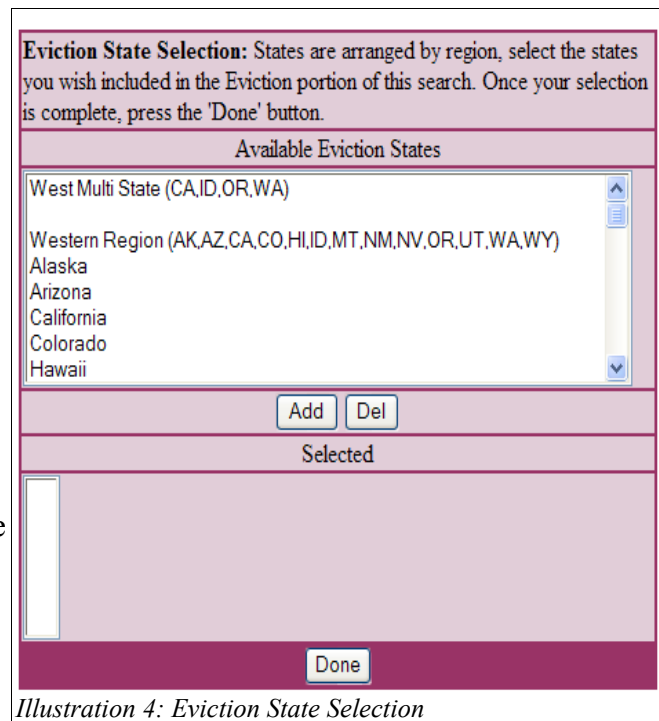 Eviction State Selection: States are arranged by region, select the states
you wish included in the Eviction portion of this search. Once your selection
is complete, press the 'Done' button.
Available Eviction States
West Multi State (CA,ID,OR,WA)
Western Region (AK,AZ,CA,CO,HI,ID,MT,NM,NV,OR,UT,WA,WY)
Alaska
Arizona
California
Colorado
Hawaii
Add Del
Selected
e
Done
Illustration 4: Eviction State Selection